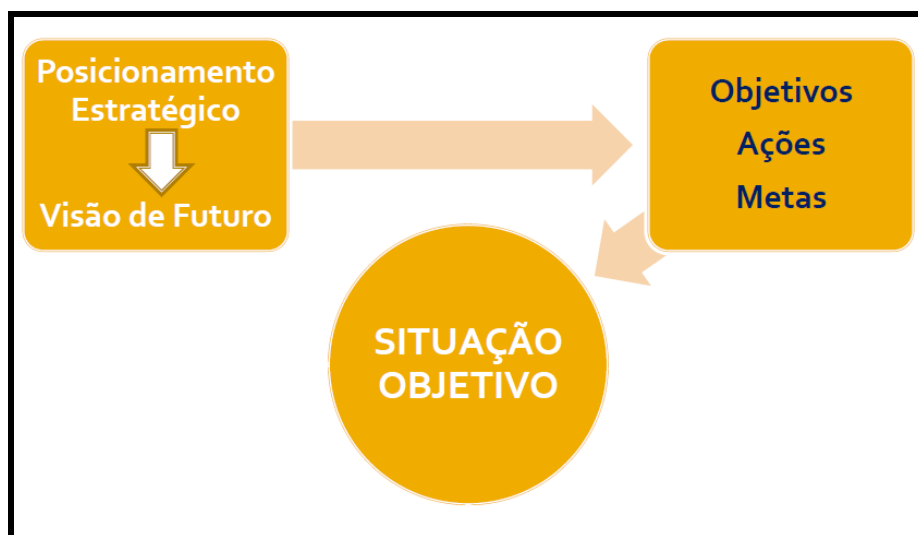 Posicionamento
Estratégico
Visão de Futuro
Objetivos
Ações
Metas
SITUAÇÃO
OBJETIVO